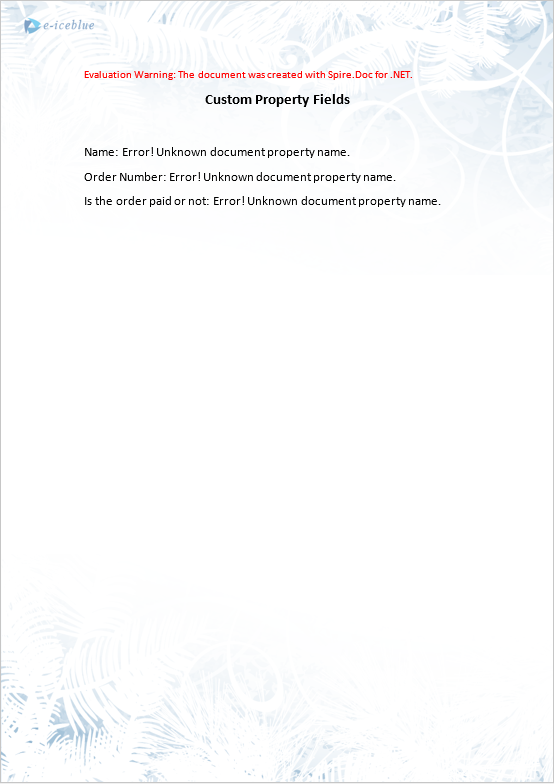 e-iceblue
Evaluation Warning: The document was created with Spire.Doc for .NET.
Custom Property Fields
Name: Error! Unknown document property name.
Order Number: Error! Unknown document property name.
Is the order paid or not: Error! Unknown document property name.